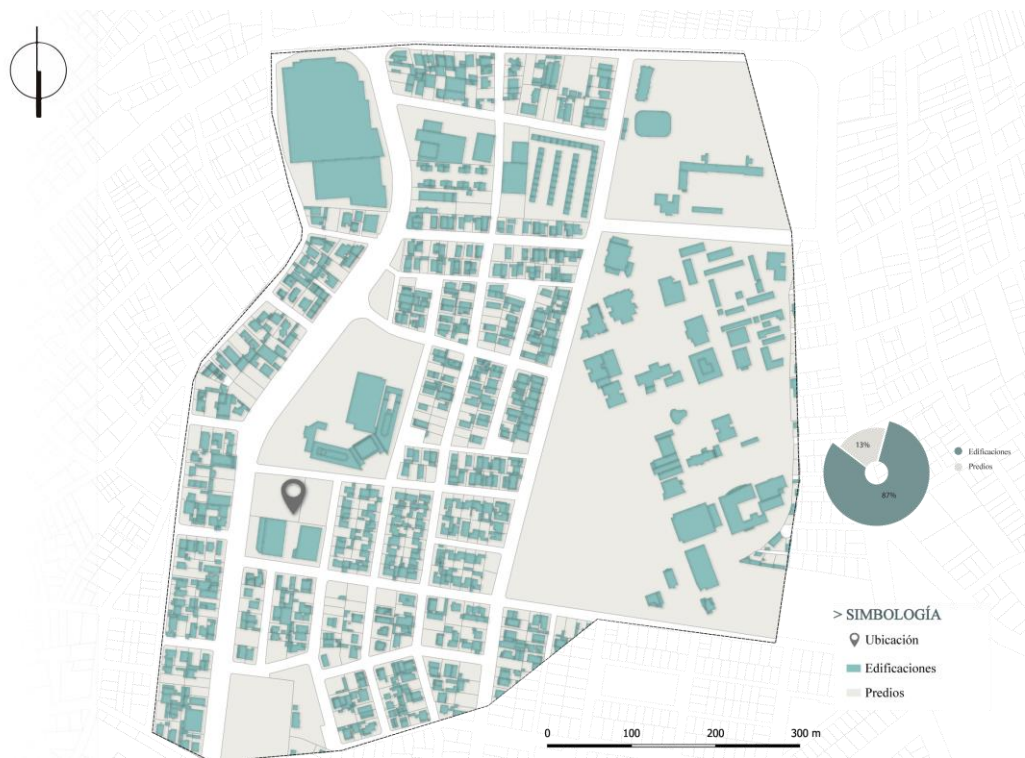 13%
87%
Edificaciones
Predios
> SIMBOLOGÍA
Ubicación
Edificaciones
Predios
0 100 200 300 m